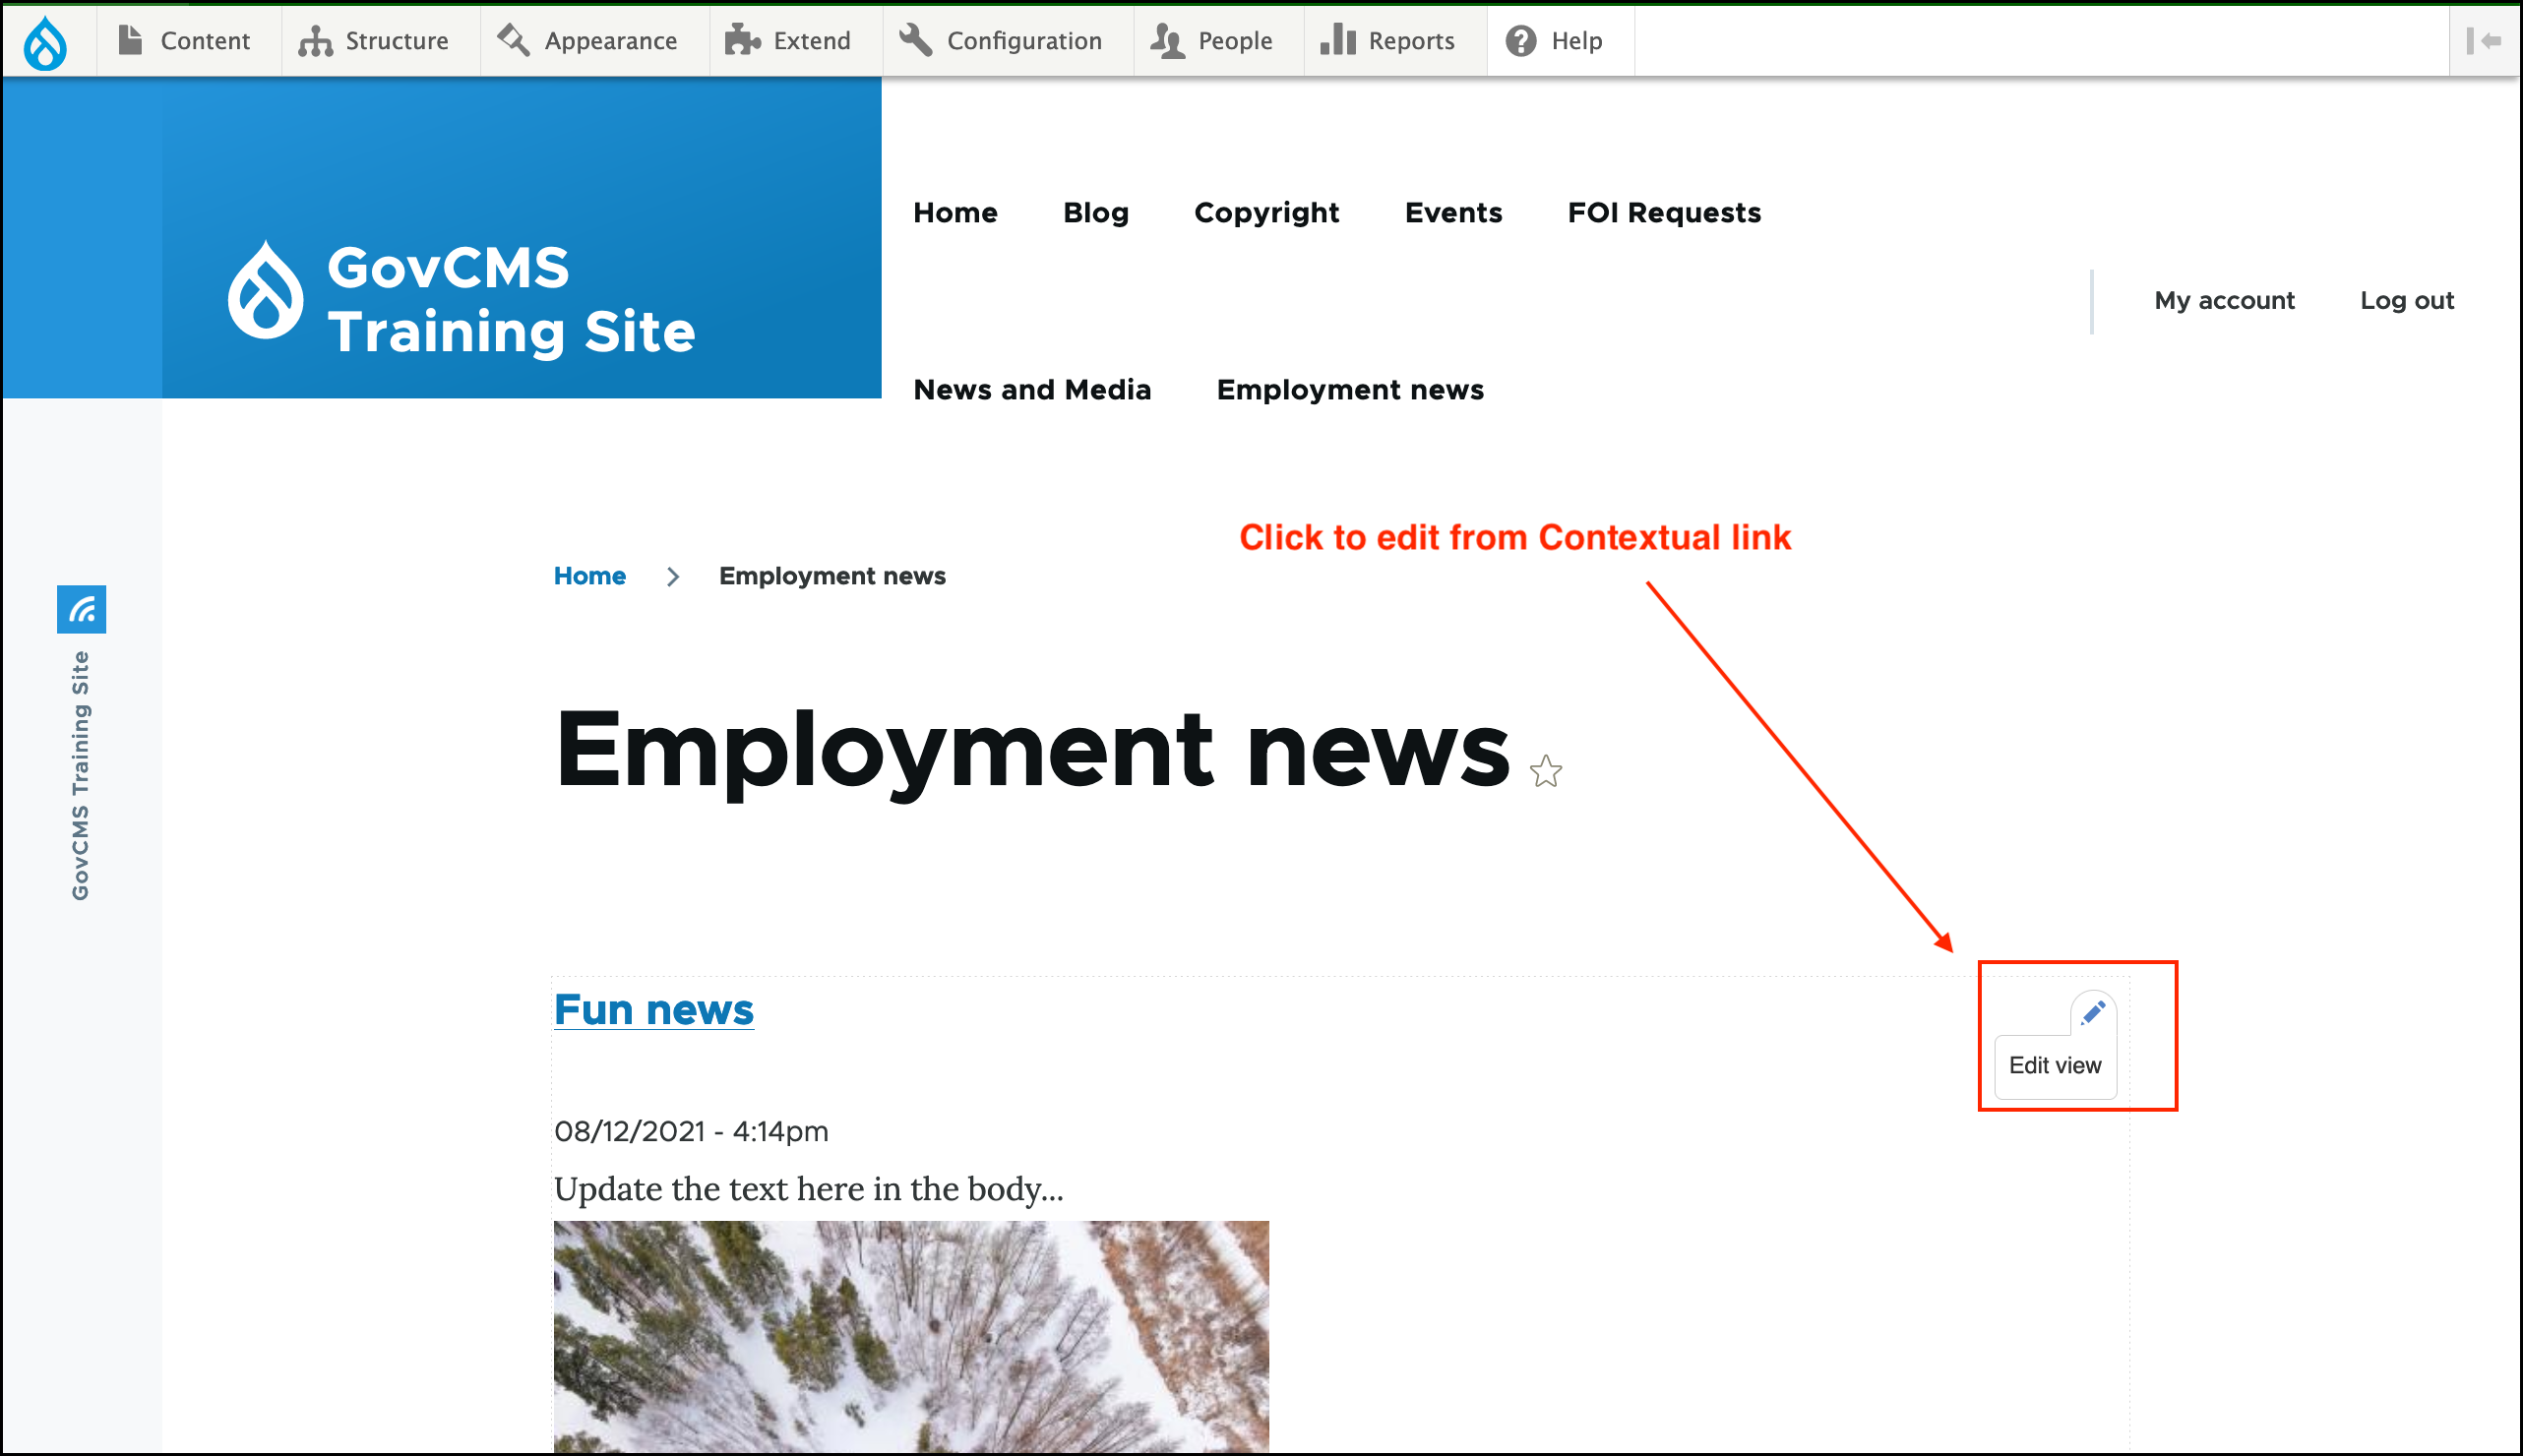 Content Structure Appearance Extend Configuration People Reports Help
GovCMS
Training Site
Home Blog Copyright Events FOI Requests
My account Log out
News and Media Employment news
Click to edit from Contextual link
Home > Employment news
GovCMS Training Site
Employment news
Fun news
Edit view
08/12/2021 - 4:14pm
Update the text here in the body...